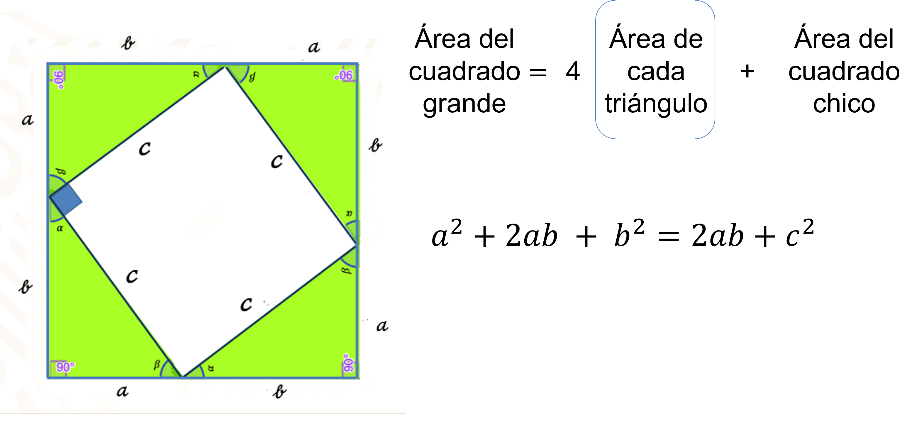 b a
Área del Área de Área del
cuadrado = 4 cada + cuadrado
grande triángulo chico
90° α β 90°
a c c b
β
α α
a² + 2ab + b² = 2ab + c²
β
b c c a
90° β α 90°
a b